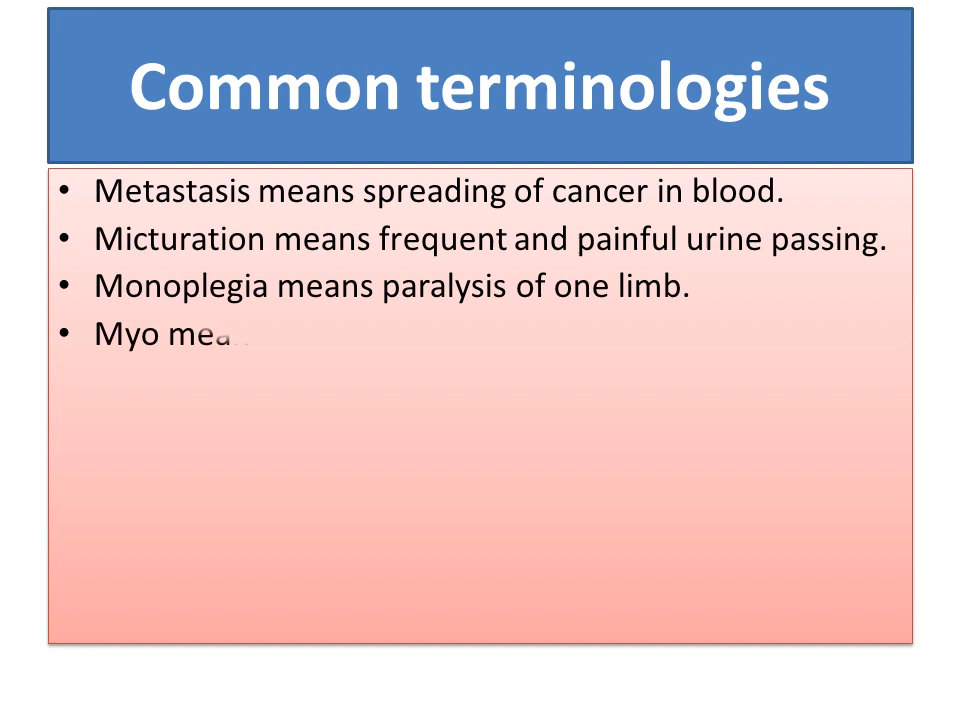 Common terminologies
• Metastasis means spreading of cancer in blood.
• Micturation means frequent and painful urine passing.
• Monoplegia means paralysis of one limb.
• Myo